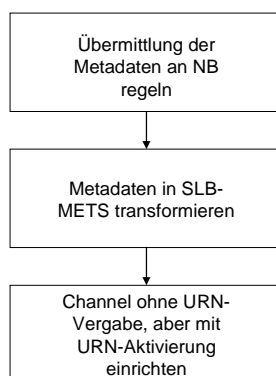 Übermittlung der
Metadaten an NB
regeln
Metadaten in SLB-
METS transformieren
Channel ohne URN-
Vergabe, aber mit
URN-Aktivierung
einrichten